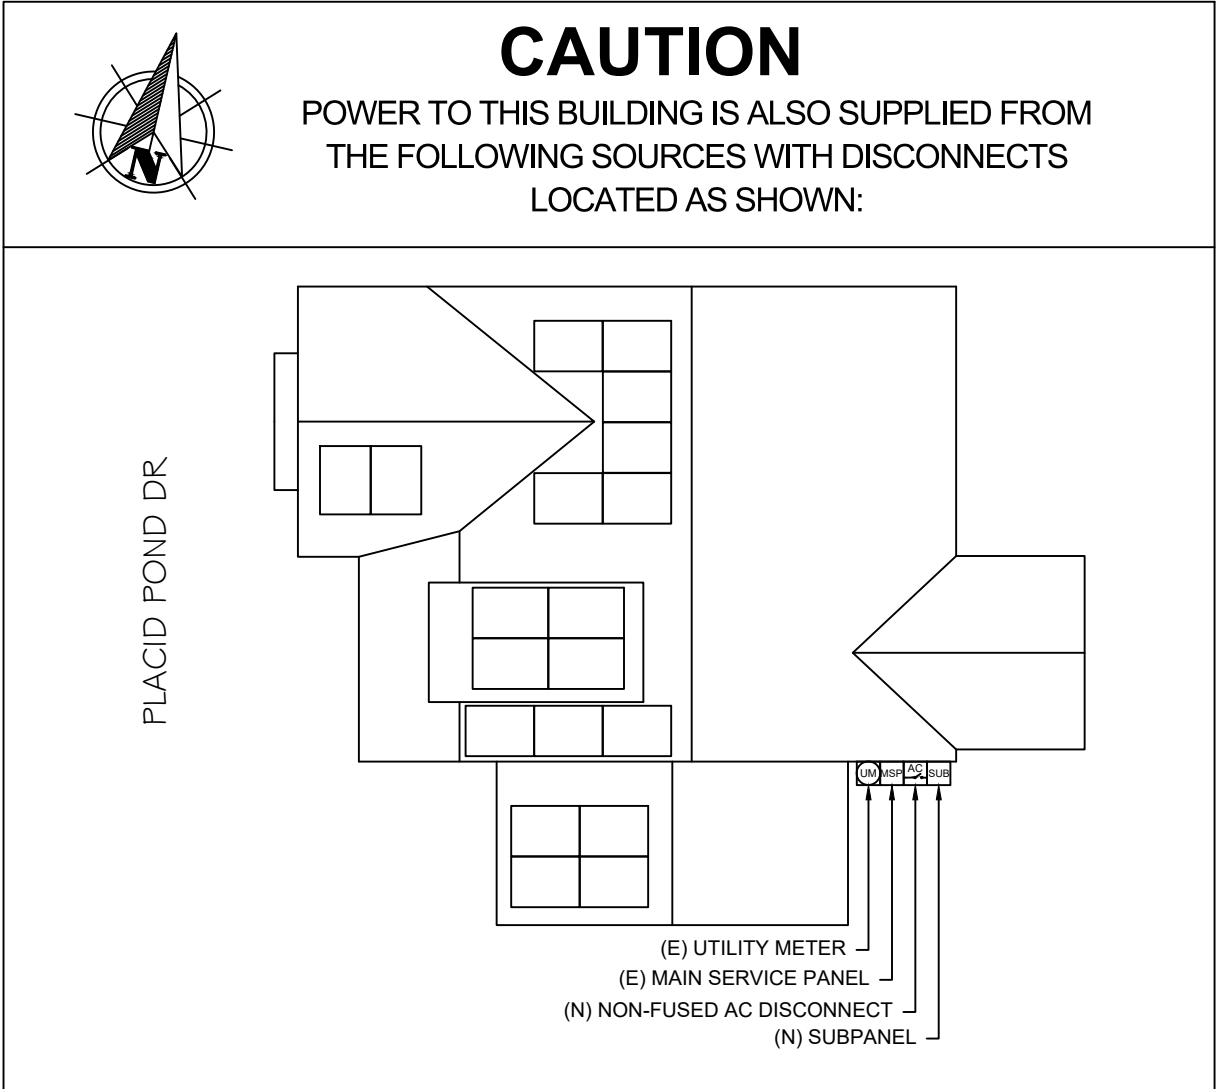 CAUTION
POWER TO THIS BUILDING IS ALSO SUPPLIED FROM
THE FOLLOWING SOURCES WITH DISCONNECTS
LOCATED AS SHOWN:
N
PLACID POND DR
UM
MSP
AC
SUB
(E) UTILITY METER
(E) MAIN SERVICE PANEL
(N) NON-FUSED AC DISCONNECT
(N) SUBPANEL